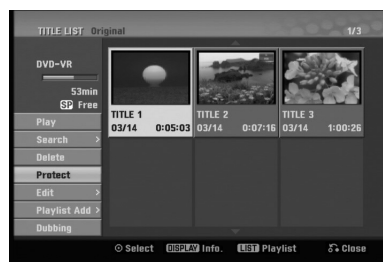 TITLE LIST Original 1/3
DVD-VR
53min
SP Free
Play
Search >
Delete
Protect
Edit >
Playlist Add >
Dubbing
TITLE 1
03/14 0:05:03
TITLE 2
03/14 0:07:16
TITLE 3
03/14 1:00:26
Select DISPLAY Info. LIST Playlist Close